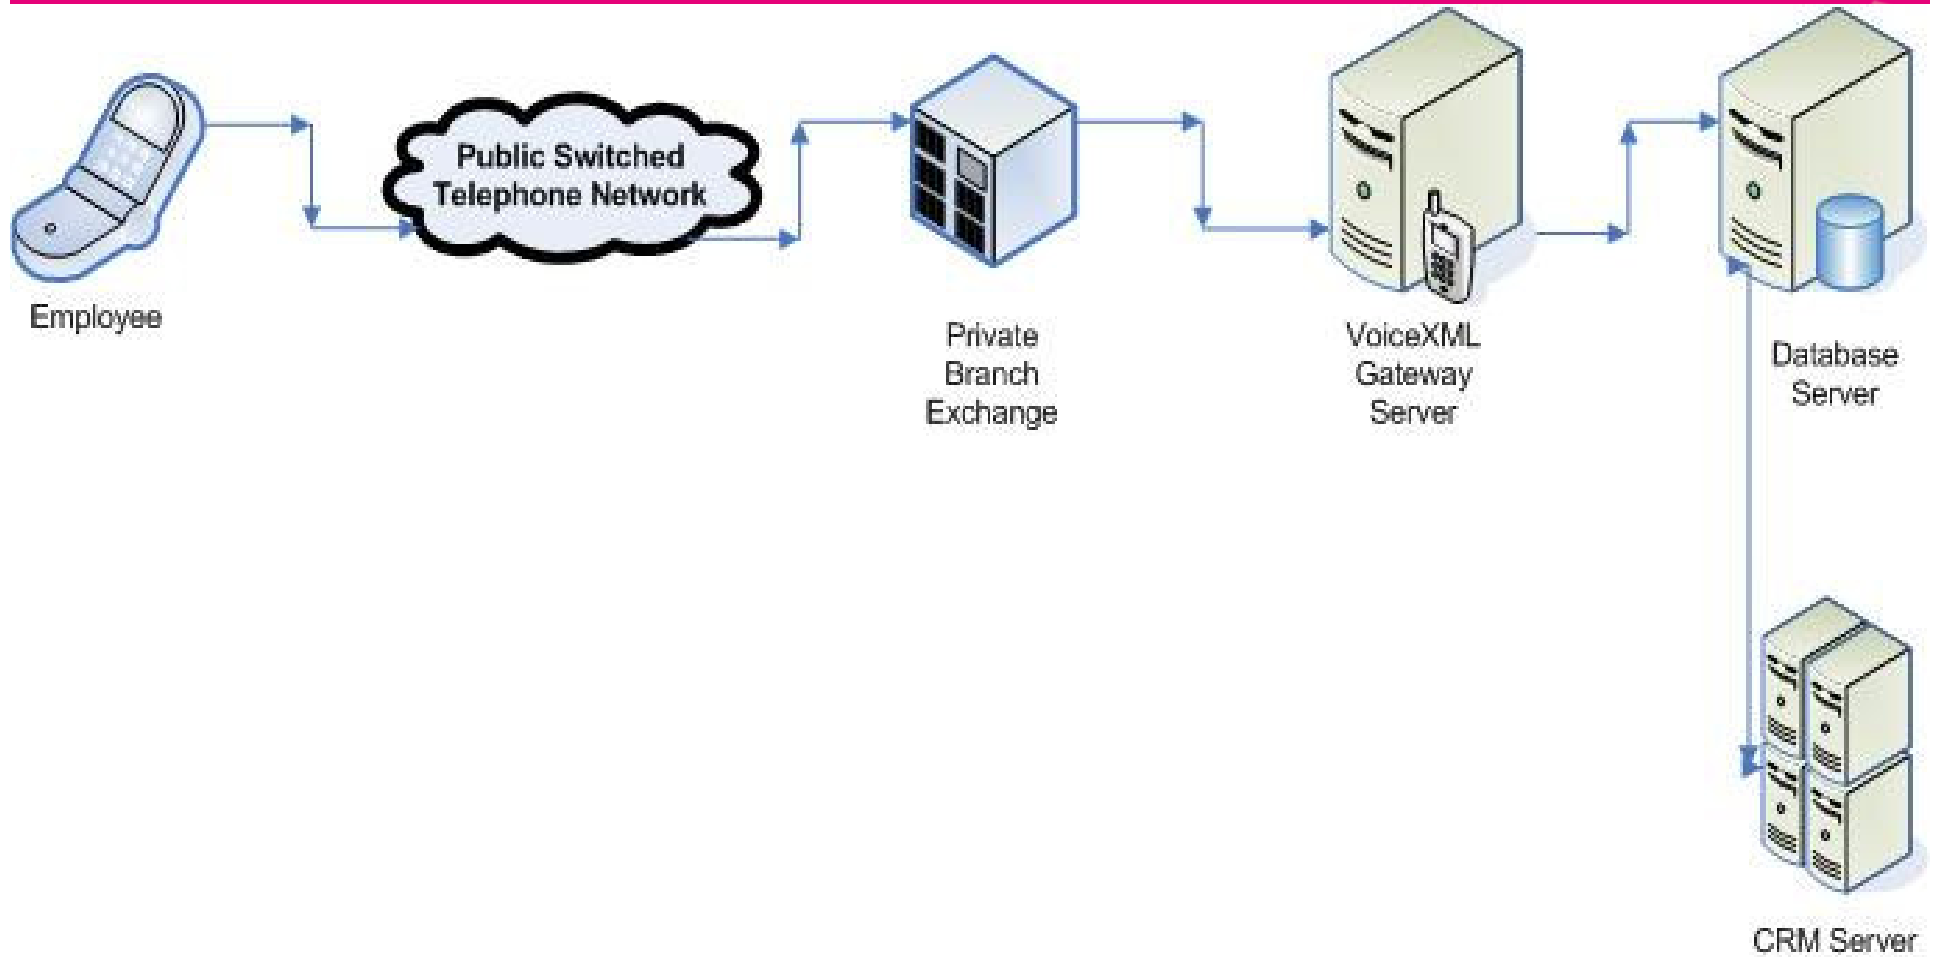 Public Switched
Telephone Network
Employee
Private
Branch
Exchange
VoiceXML
Gateway
Server
Database
Server
CRM Server